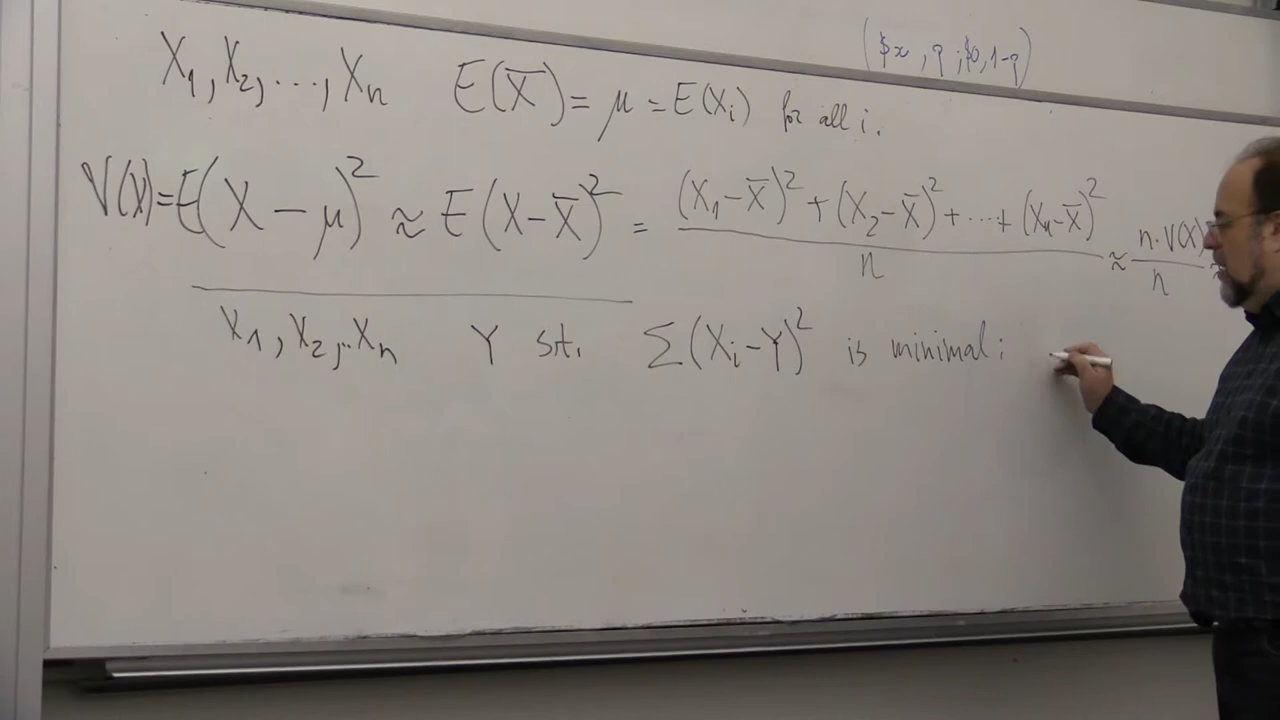 ($x, q; $0, 1-q)
X₁, X₂, ..., Xₙ E(X̄) = μ = E(Xᵢ) for all i.
V(X) = E(X - μ)² ≈ E(X - X̄)² = ((X₁ - X̄)² + (X₂ - X̄)² + ... + (Xₙ - X̄)²) / n ≈ n·V(X) / n
X₁, X₂, .. Xₙ Y s.t. Σ(Xᵢ - Y)² is minimal: